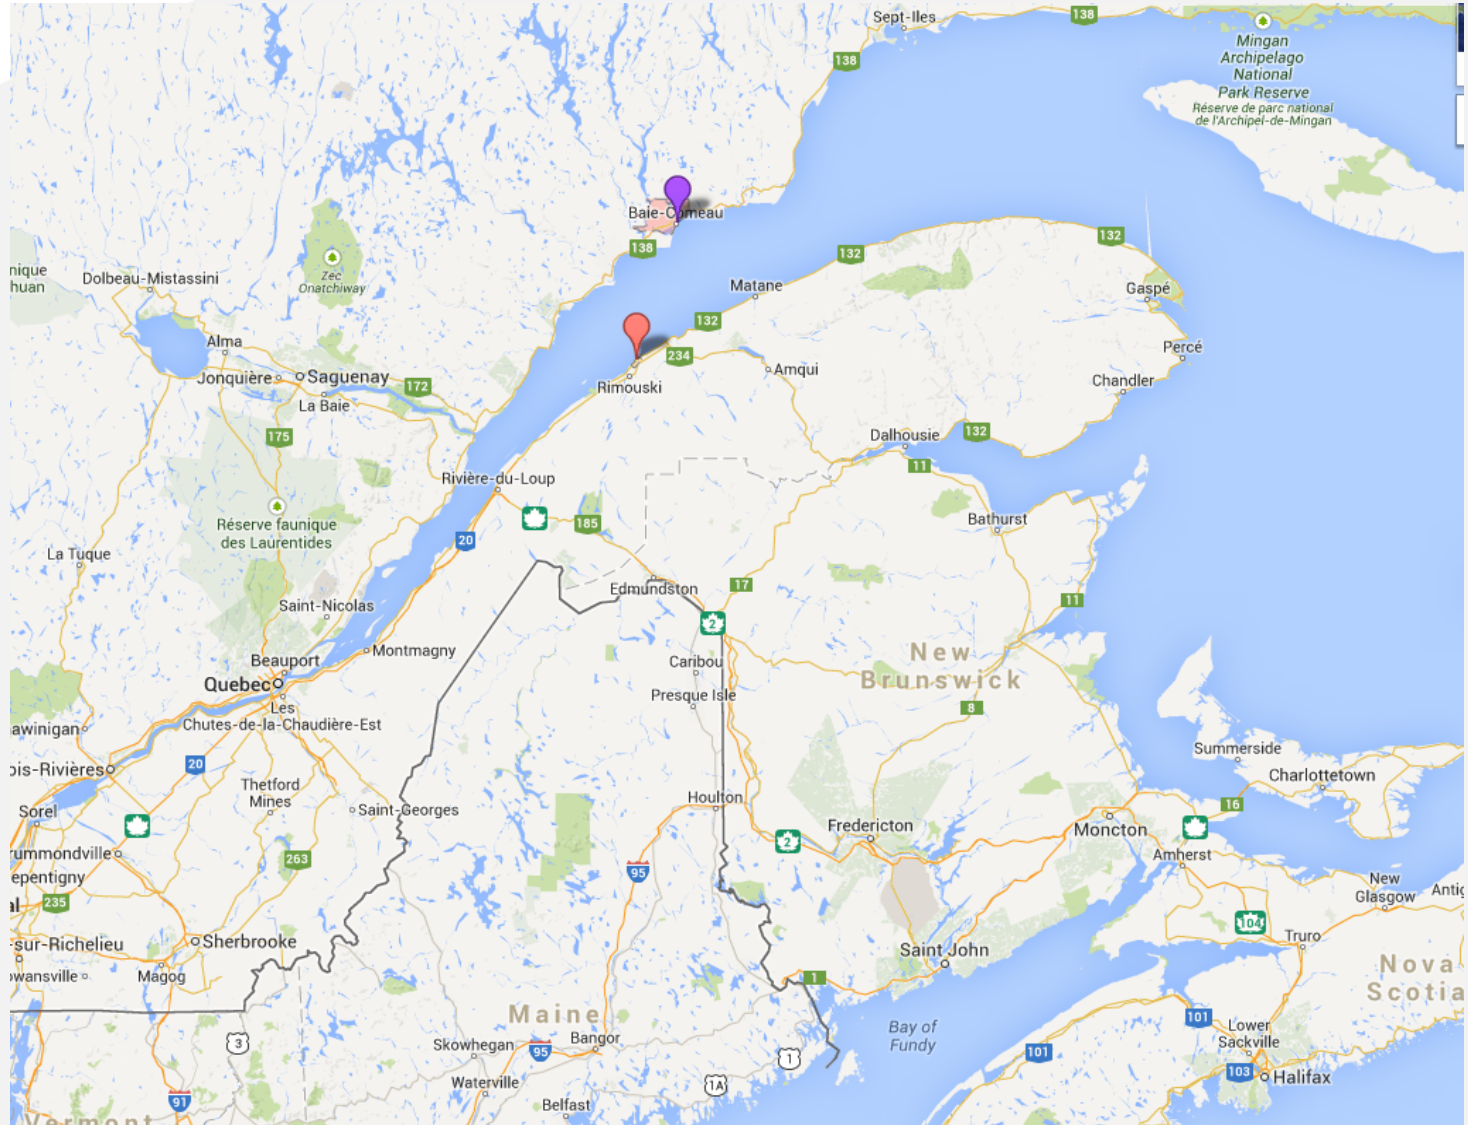 Sept-Iles
138
138
Mingan
Archipelago
National
Park Reserve
Réserve de parc national
de l'Archipel-de-Mingan
Baie-Comeau
138
132
132
nique
huan
Dolbeau-Mistassini
Zec
Onatchiway
Matane
Gaspé
132
Alma
234
Percé
Jonquière
Saguenay
172
Rimouski
Amqui
Chandler
La Baie
175
Dalhousie
132
11
Rivière-du-Loup
Réserve faunique
des Laurentides
185
Bathurst
20
La Tuque
Edmundston
17
Saint-Nicolas
11
2
Montmagny
Beauport
Caribou
New
Brunswick
Quebec
Presque Isle
Les
Chutes-de-la-Chaudière-Est
8
awinigan
Summerside
20
ois-Rivières
Charlottetown
Thetford
Mines
Houlton
16
Sorel
Saint-Georges
Fredericton
Moncton
2
rummondville
263
Amherst
95
epentigny
New
Glasgow
Antig
235
al
104
-sur-Richelieu
Sherbrooke
Saint John
Truro
owansville
Magog
1
Nova
Scotia
Maine
101
Bay of
Fundy
Lower
Sackville
3
Skowhegan
95
Bangor
1
101
103
Halifax
Waterville
1A
91
Belfast
Vermont